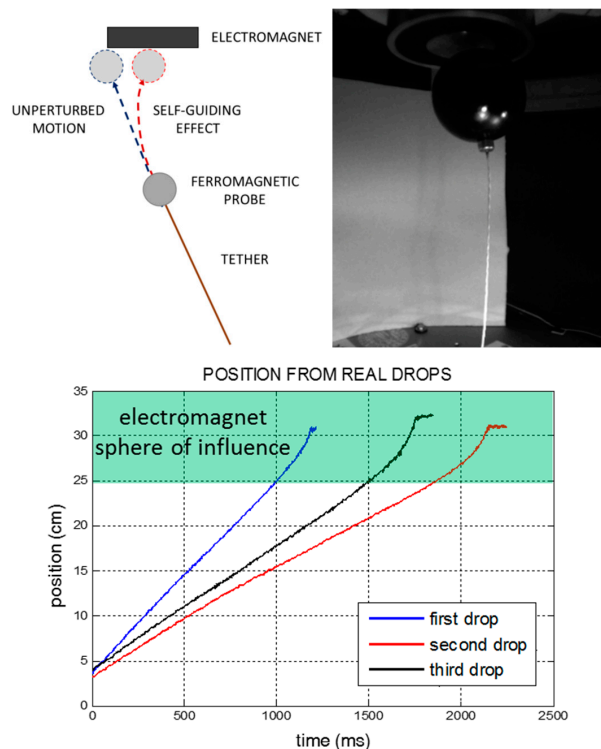 ELECTROMAGNET
UNPERTURBED
MOTION
SELF-GUIDING
EFFECT
FERROMAGNETIC
PROBE
TETHER
POSITION FROM REAL DROPS
electromagnet
sphere of influence
position (cm)
35
30
25
20
15
10
5
0
first drop
second drop
third drop
0
500
1000
1500
2000
2500
time (ms)